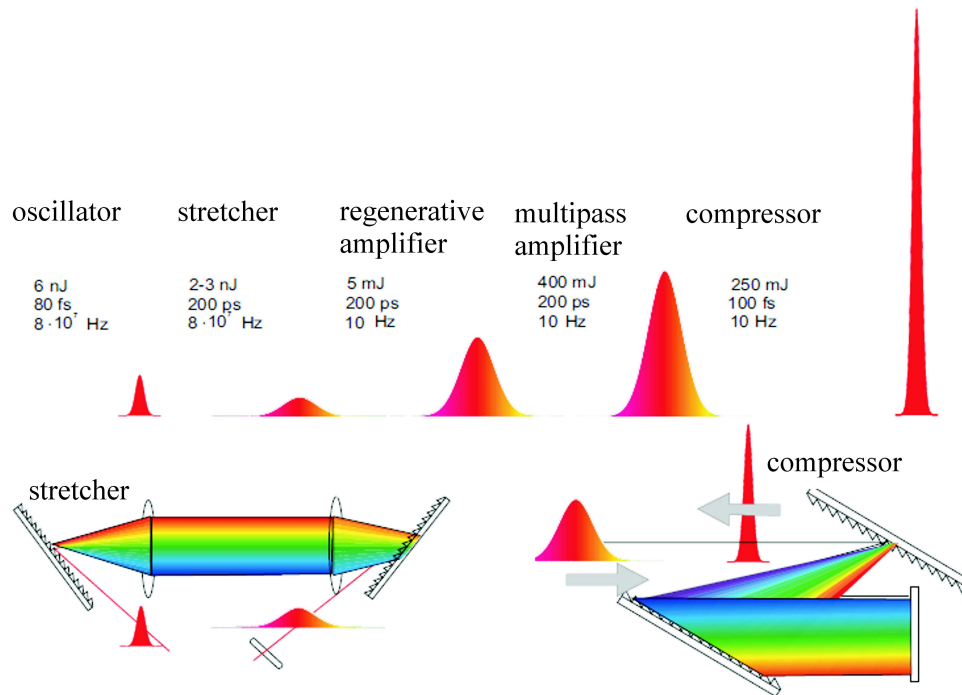 oscillator
6 nJ
80 fs
8·10⁷ Hz
stretcher
2-3 nJ
200 ps
8·10⁷ Hz
regenerative
amplifier
5 mJ
200 ps
10 Hz
multipass
amplifier
400 mJ
200 ps
10 Hz
compressor
250 mJ
100 fs
10 Hz
stretcher
compressor